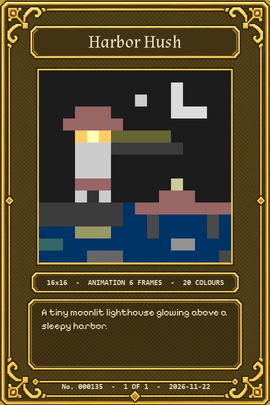 Harbor Hush
16x16 - ANIMATION 6 FRAMES - 20 COLOURS
A tiny moonlit lighthouse glowing above a
sleepy harbor.
No. 000135 - 1 OF 1 - 2026-11-22